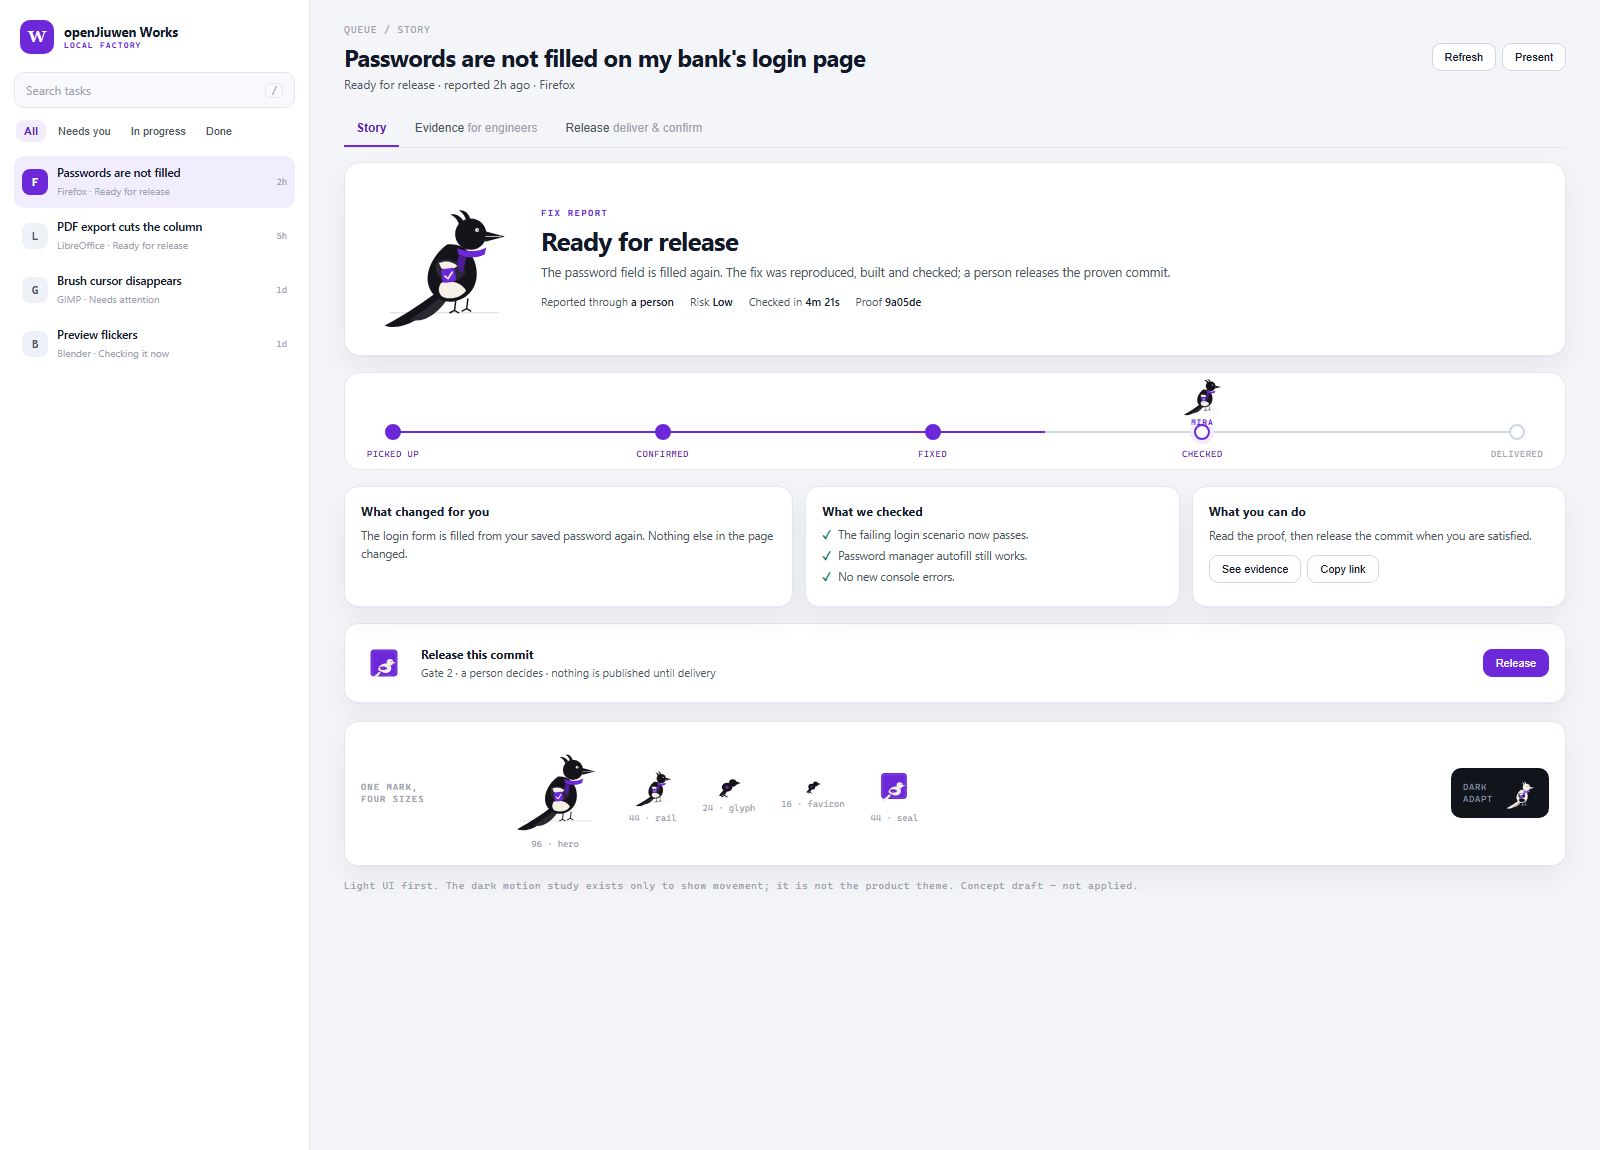 W
openJiuwen Works
LOCAL FACTORY
Search tasks /
All Needs you In progress Done
F
Passwords are not filled
Firefox · Ready for release
2h
L
PDF export cuts the column
LibreOffice · Ready for release
5h
G
Brush cursor disappears
GIMP · Needs attention
1d
B
Preview flickers
Blender · Checking it now
1d
QUEUE / STORY
Passwords are not filled on my bank's login page
Ready for release · reported 2h ago · Firefox
Refresh Present
Story Evidence for engineers Release deliver & confirm
FIX REPORT
Ready for release
The password field is filled again. The fix was reproduced, built and checked; a person releases the proven commit.
Reported through a person Risk Low Checked in 4m 21s Proof 9a05de
MIRA
PICKED UP CONFIRMED FIXED CHECKED DELIVERED
What changed for you
The login form is filled from your saved password again. Nothing else in the page
changed.
What we checked
✓ The failing login scenario now passes.
✓ Password manager autofill still works.
✓ No new console errors.
What you can do
Read the proof, then release the commit when you are satisfied.
See evidence Copy link
Release this commit
Gate 2 · a person decides · nothing is published until delivery
Release
ONE MARK,
FOUR SIZES
96 · hero
44 · rail
24 · glyph
16 · favicon
44 · seal
DARK
ADAPT
Light UI first. The dark motion study exists only to show movement; it is not the product theme. Concept draft — not applied.